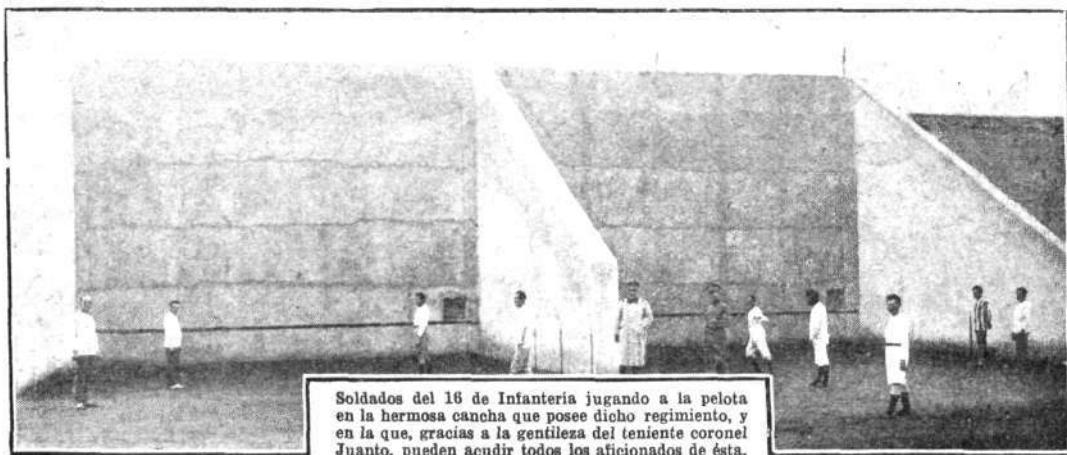 Soldados del 16 de Infantería jugando a la pelota
en la hermosa cancha que posee dicho regimiento, y
en la que, gracias a la gentileza del teniente coronel
Juanto, pueden acudir todos los aficionados de ésta.